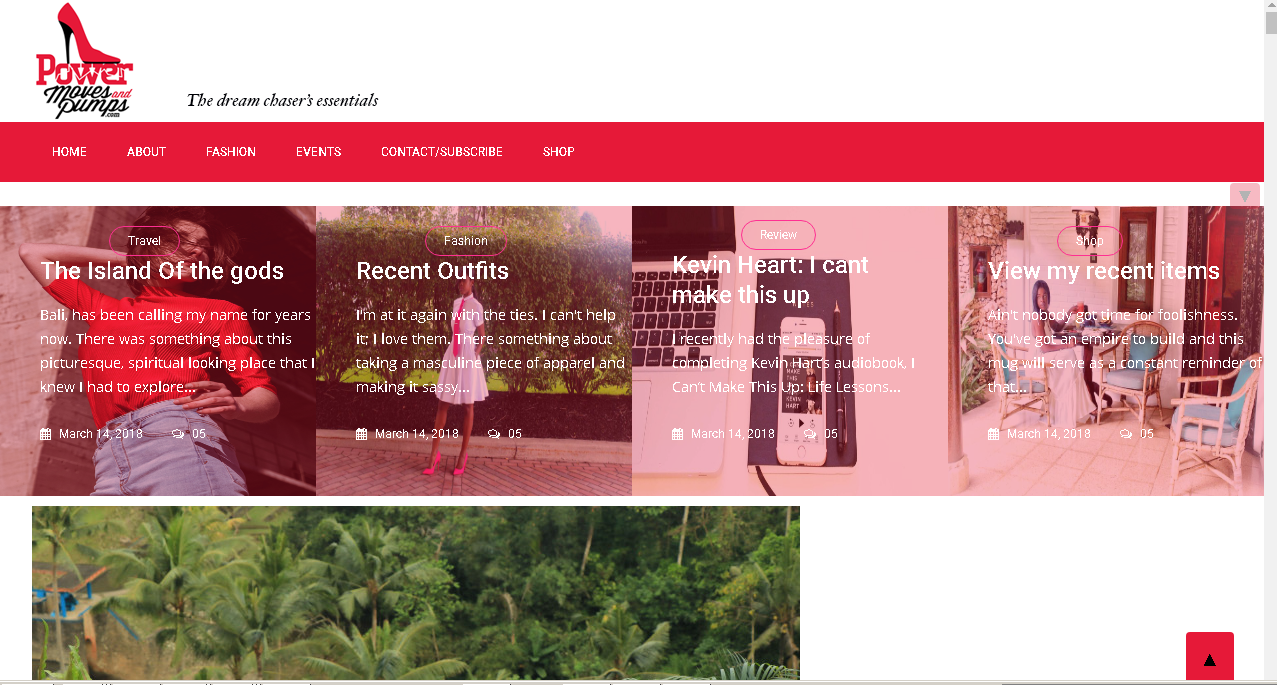 Power
Moves and
Pumps
.com
The dream chaser's essentials
HOME ABOUT FASHION EVENTS CONTACT/SUBSCRIBE SHOP
Travel
The Island Of the gods
Bali, has been calling my name for years
now. There was something about this
picturesque, spiritual looking place that I
knew I had to explore...
March 14, 2018 05
Fashion
Recent Outfits
I'm at it again with the ties. I can't help
it; I love them. There something about
taking a masculine piece of apparel and
making it sassy...
March 14, 2018 05
Review
Kevin Heart: I cant
make this up
I recently had the pleasure of
completing Kevin Hart's audiobook, I
Can't Make This Up: Life Lessons...
March 14, 2018 05
KEVIN
HART
Shop
View my recent items
Ain't nobody got time for foolishness.
You've got an empire to build and this
mug will serve as a constant reminder of
that...
March 14, 2018 05